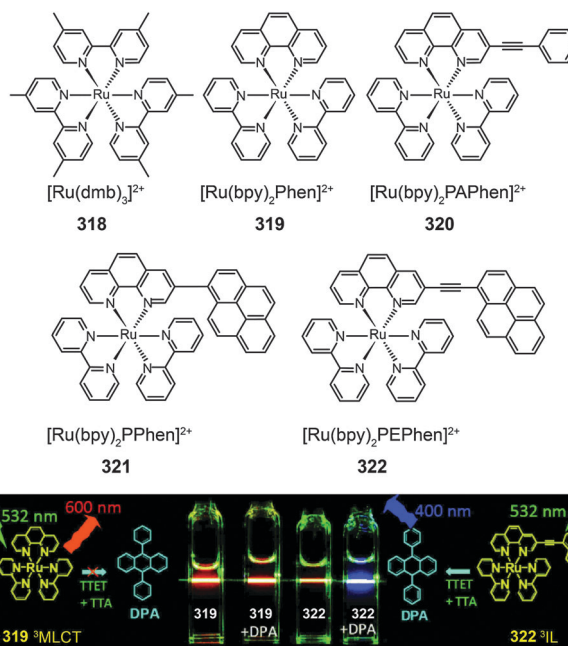 [Ru(dmb)₃]²⁺
318
[Ru(bpy)₂Phen]²⁺
319
[Ru(bpy)₂PAPhen]²⁺
320
[Ru(bpy)₂PPhen]²⁺
321
[Ru(bpy)₂PEPhen]²⁺
322
532 nm
600 nm
400 nm
532 nm
TTET
+ TTA
DPA
319
319
+DPA
322
322
+DPA
DPA
TTET
+ TTA
319 ³MLCT
322 ³IL